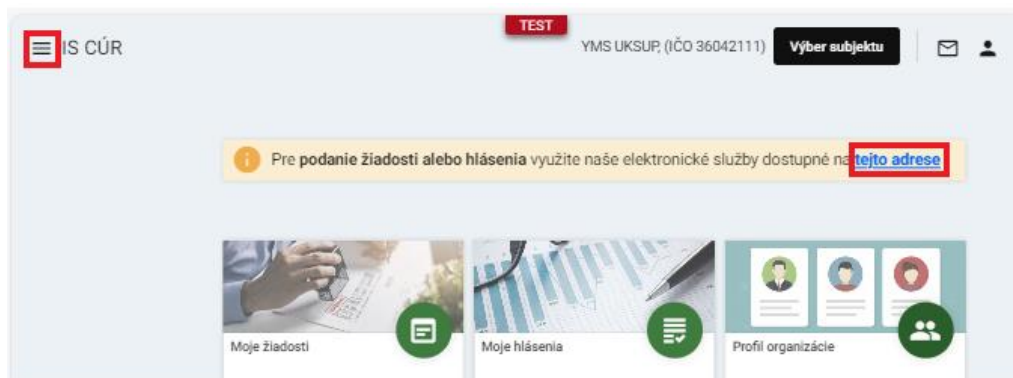 TEST
IS CÚR
YMS UKSUP, (IČO 36042111)
Výber subjektu
Pre podanie žiadosti alebo hlásenia využite naše elektronické služby dostupné na tejto adrese
Moje žiadosti
Moje hlásenia
Profil organizácie